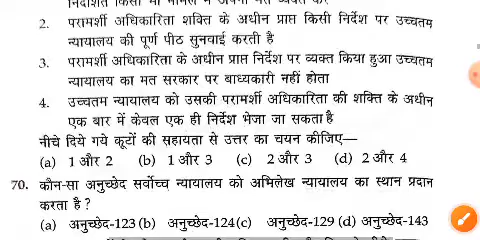 2. परामर्शी अधिकारिता शक्ति के अधीन प्राप्त किसी निर्देश पर उच्चतम
न्यायालय की पूर्ण पीठ सुनवाई करती है
3. परामर्शी अधिकारिता के अधीन प्राप्त निर्देश पर व्यक्त किया हुआ उच्चतम
न्यायालय का मत सरकार पर बाध्यकारी नहीं होता
4. उच्चतम न्यायालय को उसकी परामर्शी अधिकारिता की शक्ति के अधीन
एक बार में केवल एक ही निर्देश भेजा जा सकता है
नीचे दिये गये कूटों की सहायता से उत्तर का चयन कीजिए—
(a) 1 और 2 (b) 1 और 3 (c) 2 और 3 (d) 2 और 4
70. कौन-सा अनुच्छेद सर्वोच्च न्यायालय को अभिलेख न्यायालय का स्थान प्रदान
करता है ?
(a) अनुच्छेद-123 (b) अनुच्छेद-124 (c) अनुच्छेद-129 (d) अनुच्छेद-143